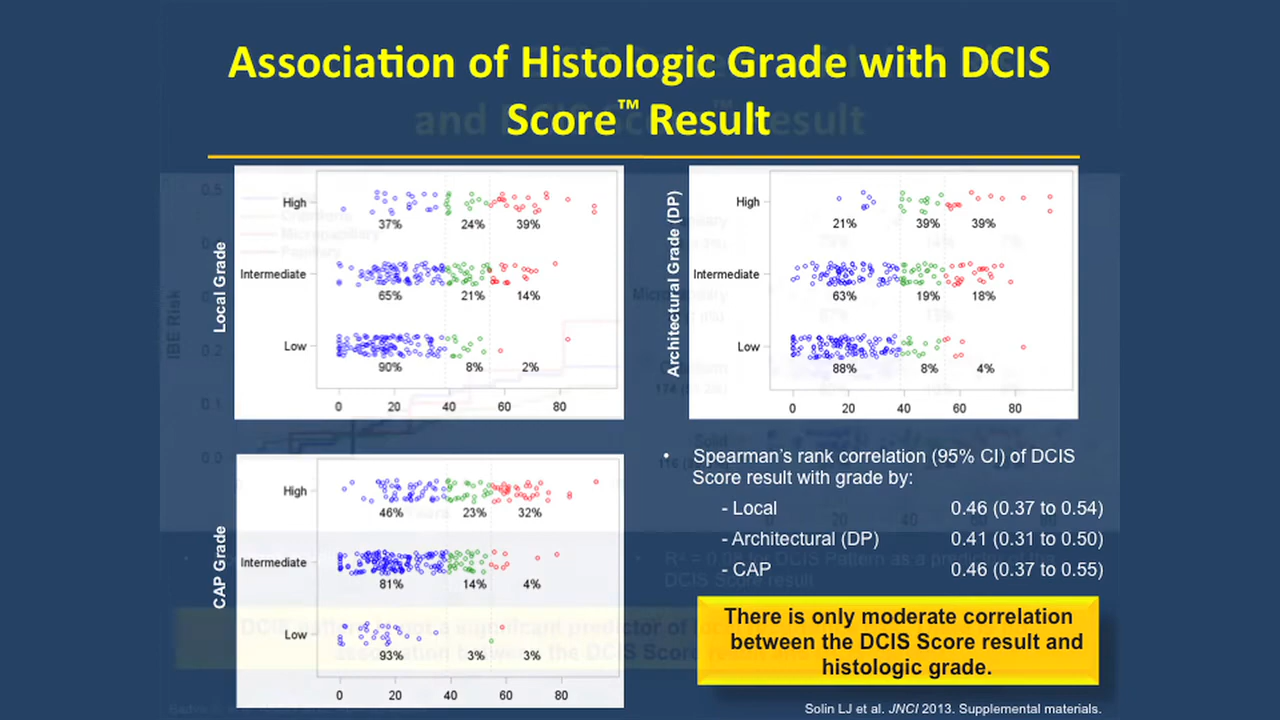 Association of Histologic Grade with DCIS
Score™ Result
Local Grade
High
37%
24%
39%
Intermediate
65%
21%
14%
Low
90%
8%
2%
0
20
40
60
80
Architectural Grade (DP)
High
21%
39%
39%
Intermediate
63%
19%
18%
Low
88%
8%
4%
0
20
40
60
80
CAP Grade
High
46%
23%
32%
Intermediate
81%
14%
4%
Low
93%
3%
3%
0
20
40
60
80
• Spearman's rank correlation (95% CI) of DCIS
Score result with grade by:
- Local 0.46 (0.37 to 0.54)
- Architectural (DP) 0.41 (0.31 to 0.50)
- CAP 0.46 (0.37 to 0.55)
There is only moderate correlation
between the DCIS Score result and
histologic grade.
Solin LJ et al. JNCI 2013. Supplemental materials.